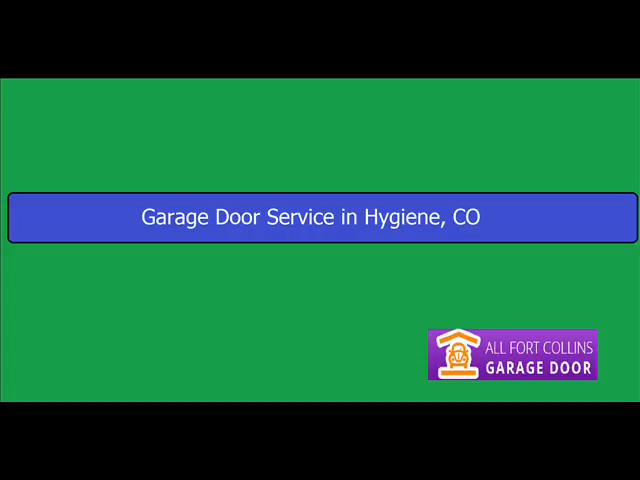 Garage Door Service in Hygiene, CO
ALL FORT COLLINS
GARAGE DOOR